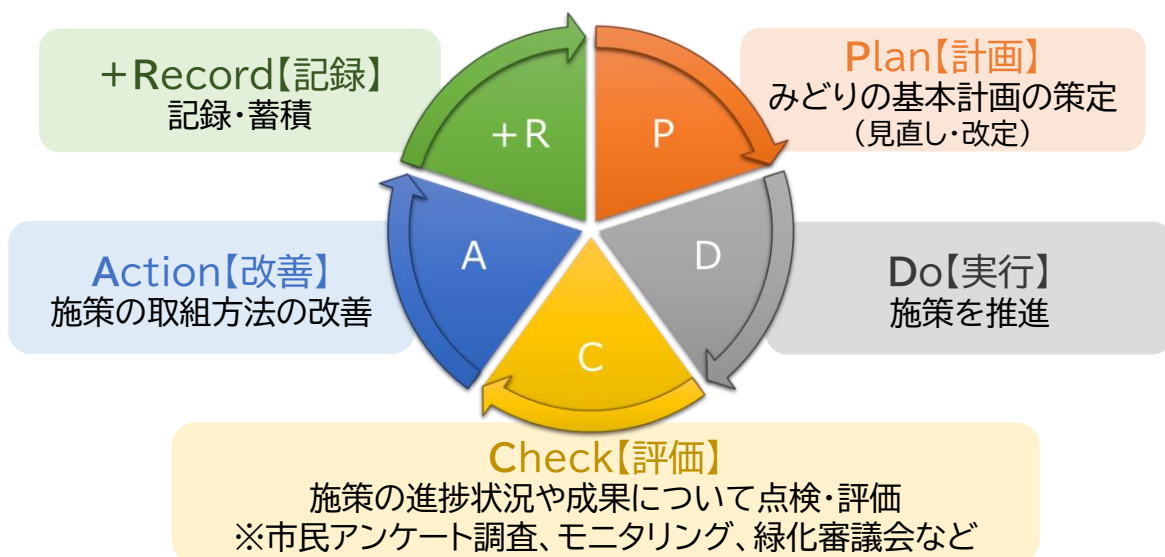 +Record【記録】
記録・蓄積
Plan【計画】
みどりの基本計画の策定
（見直し・改定）
+R
P
Action【改善】
施策の取組方法の改善
A
D
Do【実行】
施策を推進
C
Check【評価】
施策の進捗状況や成果について点検・評価
※市民アンケート調査、モニタリング、緑化審議会など